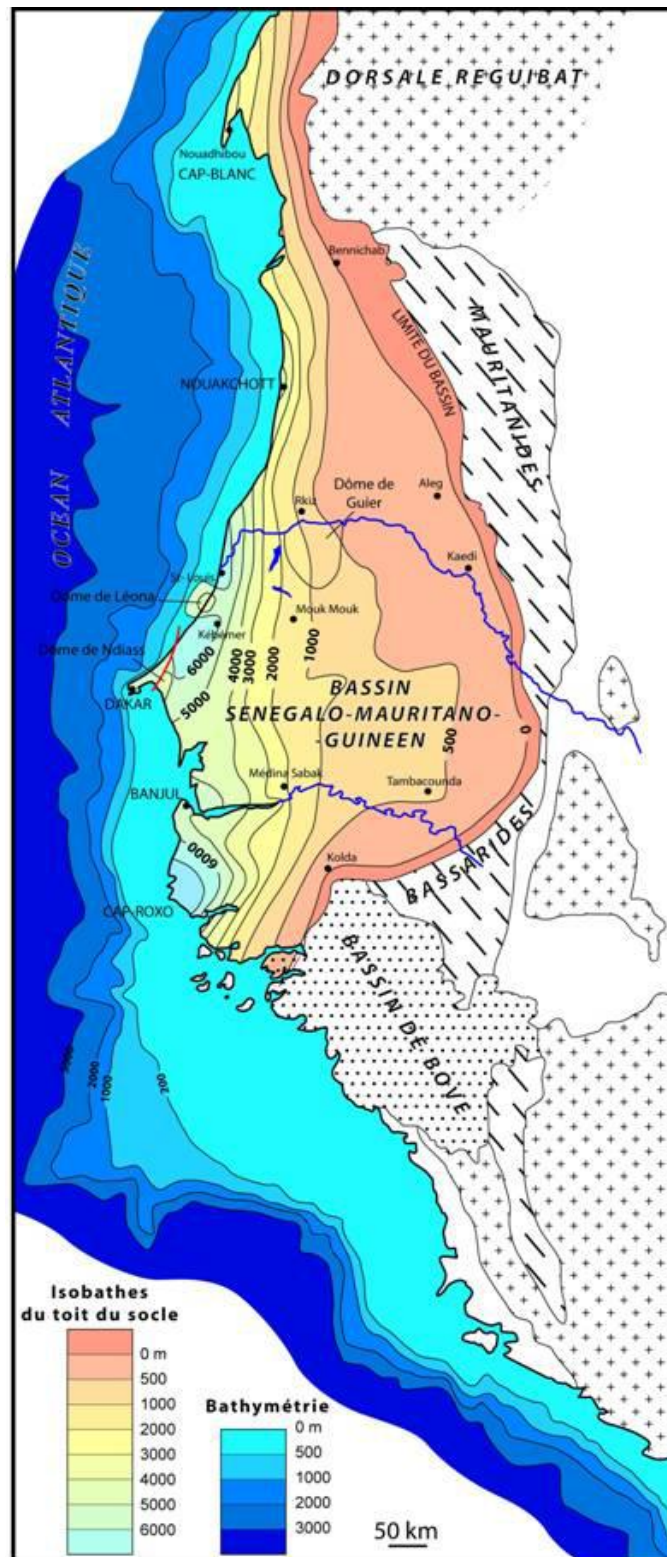 DORSALE REGUIBAT
Nouadhibou
CAP-BLANC
Bennichab
OCEAN ATLANTIQUE
MAURITANIDES
LIMITE DU BASSIN
NOUAKCHOTT
Dôme de
Guier
Aleg
Rkiz
Kaedi
St-Louis
Dôme de Léona
Mouk Mouk
Kébémer
Dôme de Ndiass
6000
5000
4000
3000
2000
1000
500
0
DAKAR
BASSIN
SENEGALO-MAURITANO-
-GUINEEN
Médina Sabak
Tambacounda
BANJUL
6000
Kolda
BASSARIDES
CAP-ROXO
BASSIN DE BOVE
3000
2000
1000
200
Isobathes
du toit du socle
0 m
500
1000
2000
3000
4000
5000
6000
Bathymétrie
0 m
500
1000
2000
3000
50 km